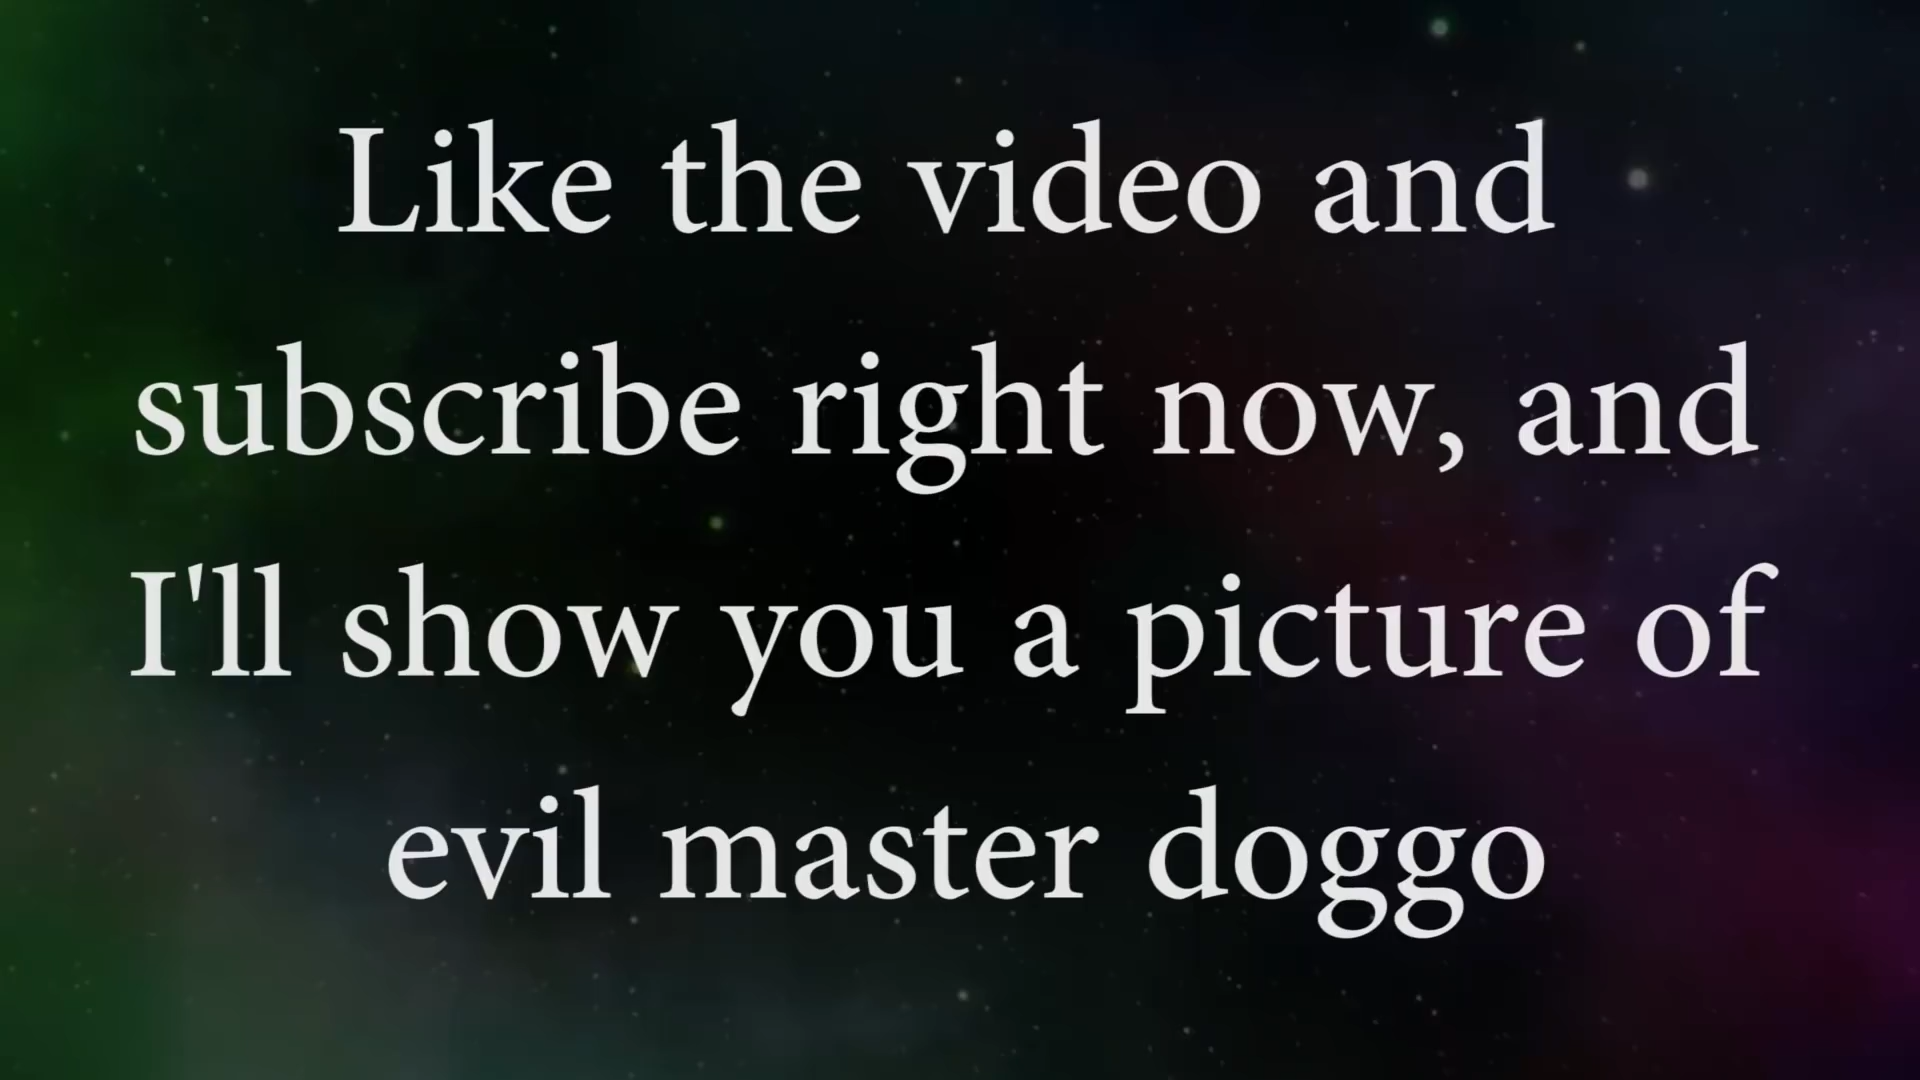 Like the video and
subscribe right now, and
I'll show you a picture of
evil master doggo